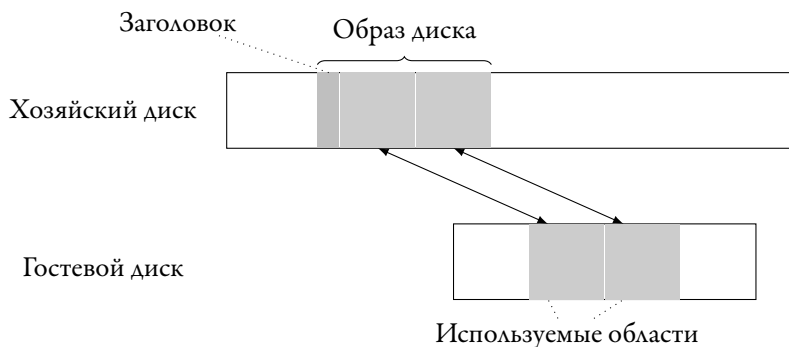 Заголовок
Образ диска
Хозяйский диск
Гостевой диск
Используемые области